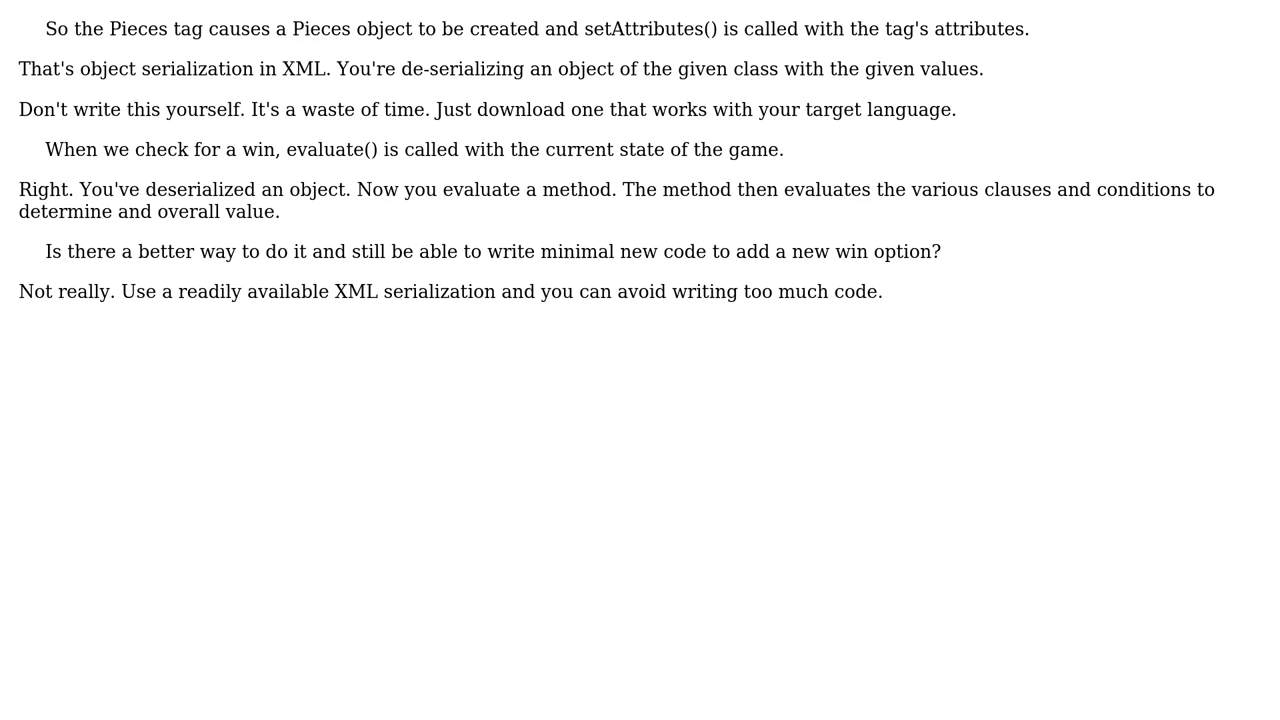 So the Pieces tag causes a Pieces object to be created and setAttributes() is called with the tag's attributes.
That's object serialization in XML. You're de-serializing an object of the given class with the given values.
Don't write this yourself. It's a waste of time. Just download one that works with your target language.
When we check for a win, evaluate() is called with the current state of the game.
Right. You've deserialized an object. Now you evaluate a method. The method then evaluates the various clauses and conditions to
determine and overall value.
Is there a better way to do it and still be able to write minimal new code to add a new win option?
Not really. Use a readily available XML serialization and you can avoid writing too much code.